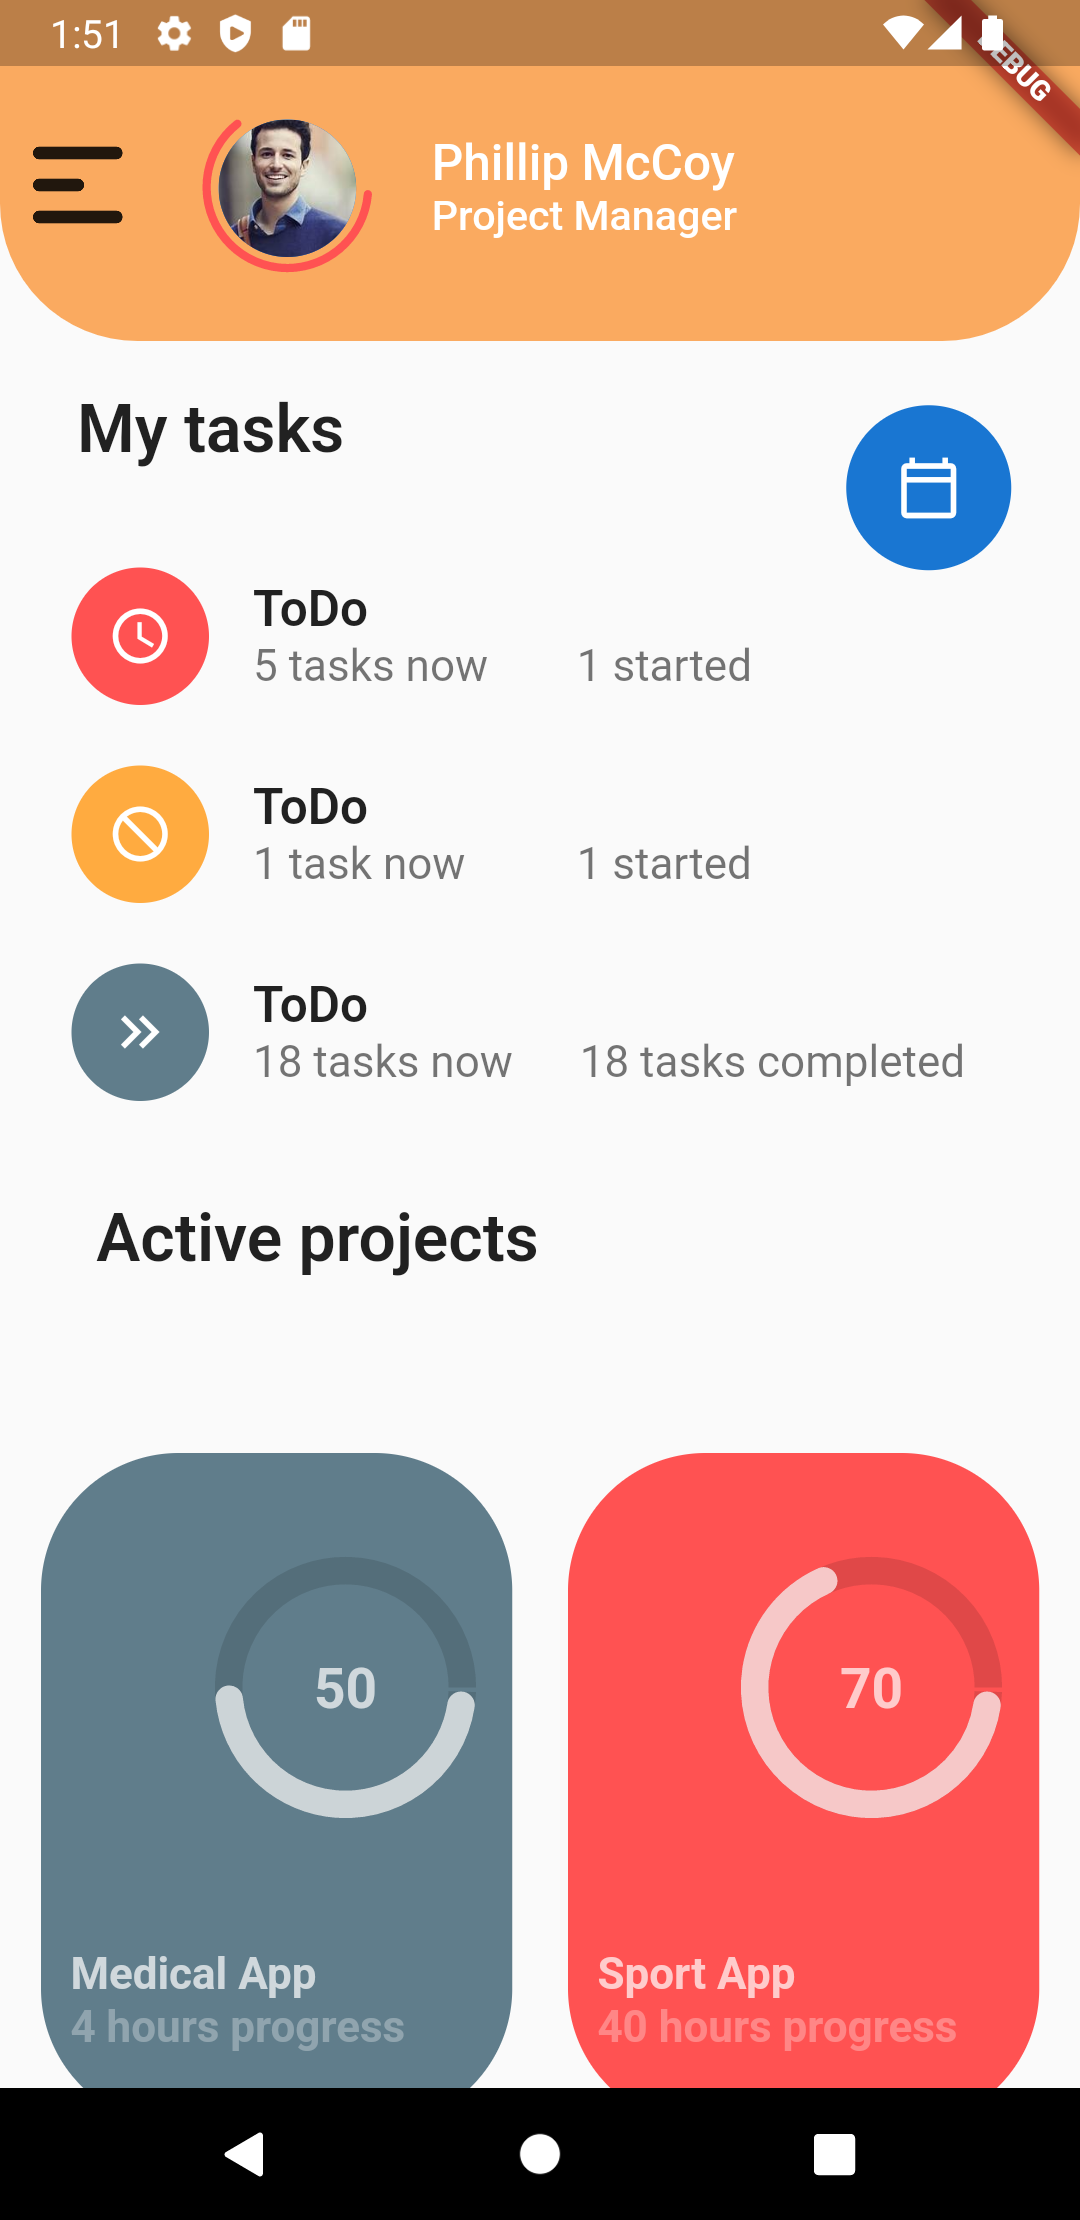 1:51
DEBUG
Phillip McCoy
Project Manager
My tasks
ToDo
5 tasks now 1 started
ToDo
1 task now 1 started
ToDo
18 tasks now 18 tasks completed
Active projects
50 70
Medical App Sport App
4 hours progress 40 hours progress